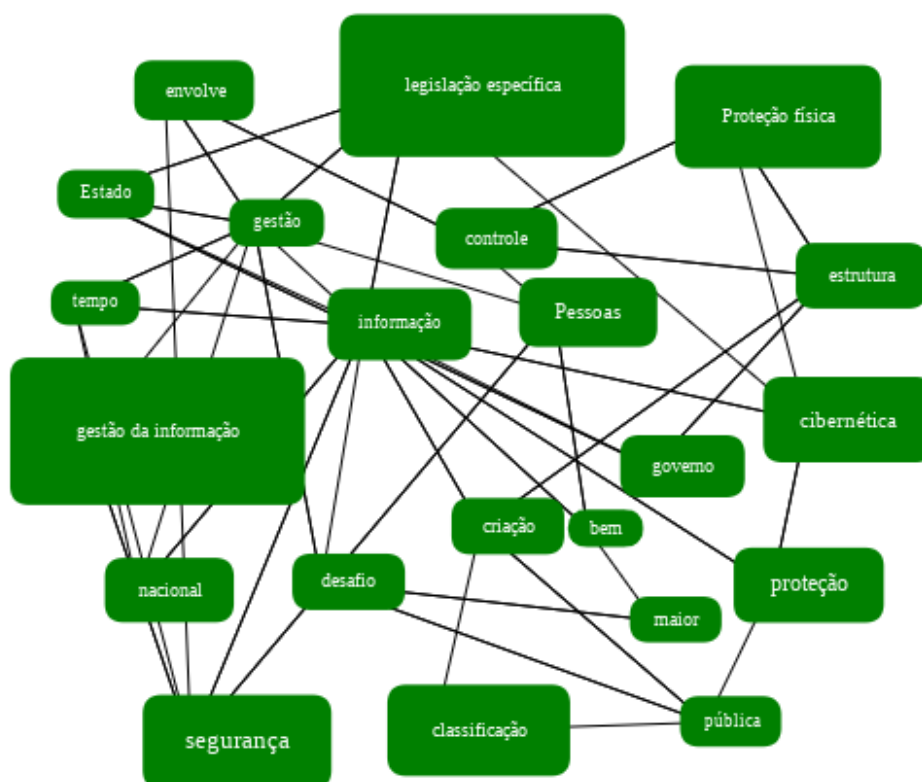 legislação específica
envolve
Proteção física
Estado
gestão
controle
estrutura
tempo
informação
Pessoas
gestão da informação
cibernética
governo
criação
bem
desafio
nacional
proteção
maior
pública
classificação
segurança